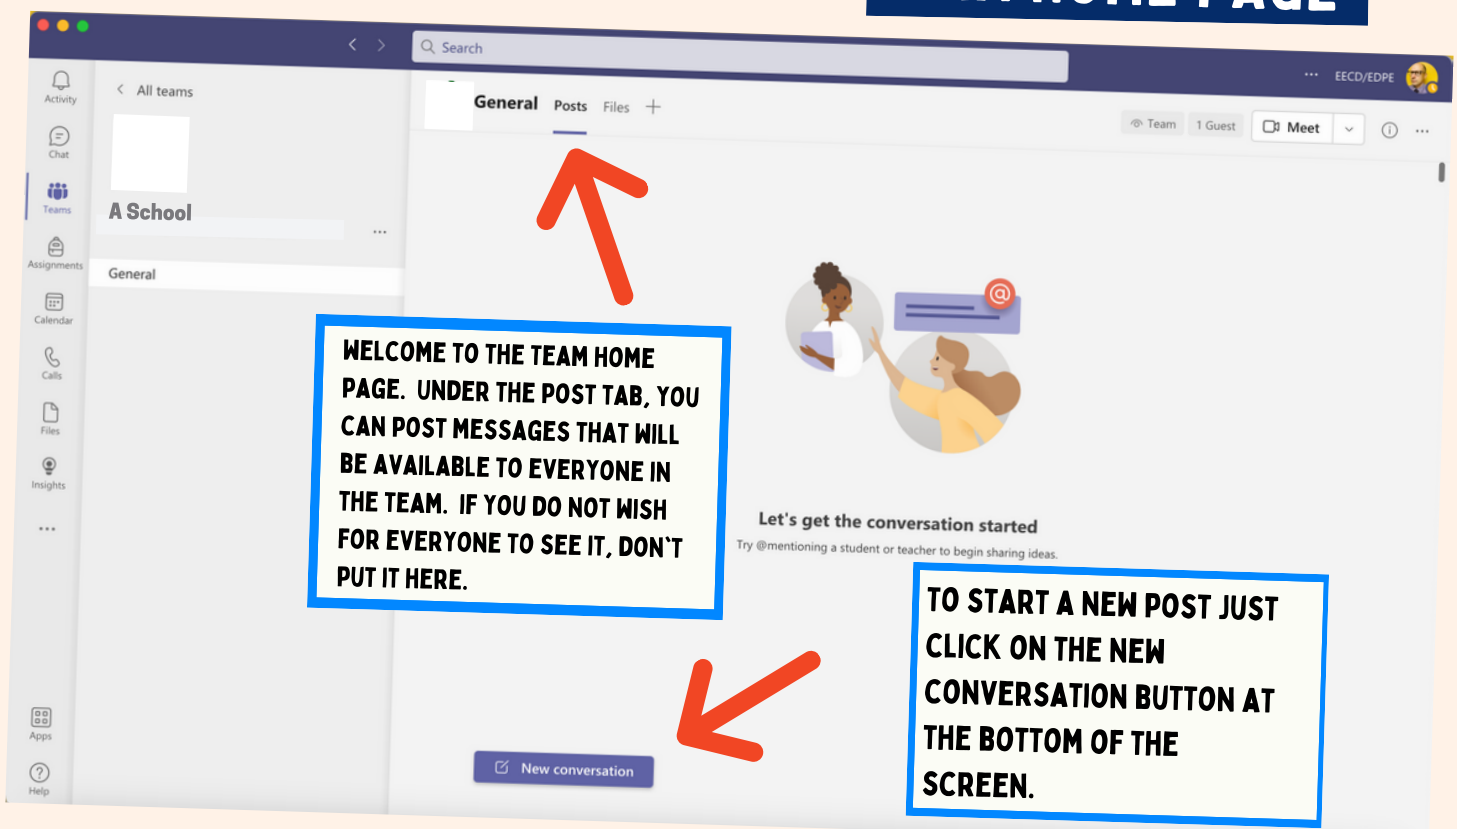 HOME PAGE
Search
EECD/EDPE
Activity
All teams
General Posts Files
Team 1 Guest Meet
Chat
Teams
A School
Assignments
General
Calendar
Calls
Files
Insights
WELCOME TO THE TEAM HOME
PAGE. UNDER THE POST TAB, YOU
CAN POST MESSAGES THAT WILL
BE AVAILABLE TO EVERYONE IN
THE TEAM. IF YOU DO NOT WISH
FOR EVERYONE TO SEE IT, DON`T
PUT IT HERE.
Let's get the conversation started
Try @mentioning a student or teacher to begin sharing ideas.
TO START A NEW POST JUST
CLICK ON THE NEW
CONVERSATION BUTTON AT
THE BOTTOM OF THE
SCREEN.
New conversation
Apps
Help